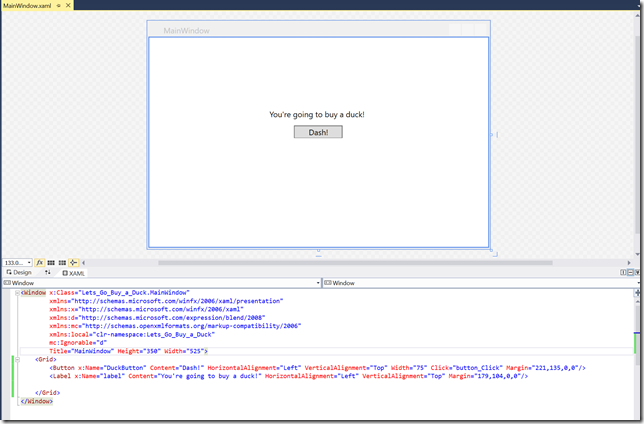 MainWindow.xaml
MainWindow
You're going to buy a duck!
Dash!
133.0...
fx
Design
XAML
Window
Window
<Window x:Class="Lets_Go_Buy_a_Duck.MainWindow"
xmlns="http://schemas.microsoft.com/winfx/2006/xaml/presentation"
xmlns:x="http://schemas.microsoft.com/winfx/2006/xaml"
xmlns:d="http://schemas.microsoft.com/expression/blend/2008"
xmlns:mc="http://schemas.openxmlformats.org/markup-compatibility/2006"
xmlns:local="clr-namespace:Lets_Go_Buy_a_Duck"
mc:Ignorable="d"
Title="MainWindow" Height="350" Width="525">
<Grid>
<Button x:Name="DuckButton" Content="Dash!" HorizontalAlignment="Left" VerticalAlignment="Top" Width="75" Click="button_Click" Margin="221,135,0,0"/>
<Label x:Name="label" Content="You're going to buy a duck!" HorizontalAlignment="Left" VerticalAlignment="Top" Margin="179,104,0,0"/>
</Grid>
</Window>